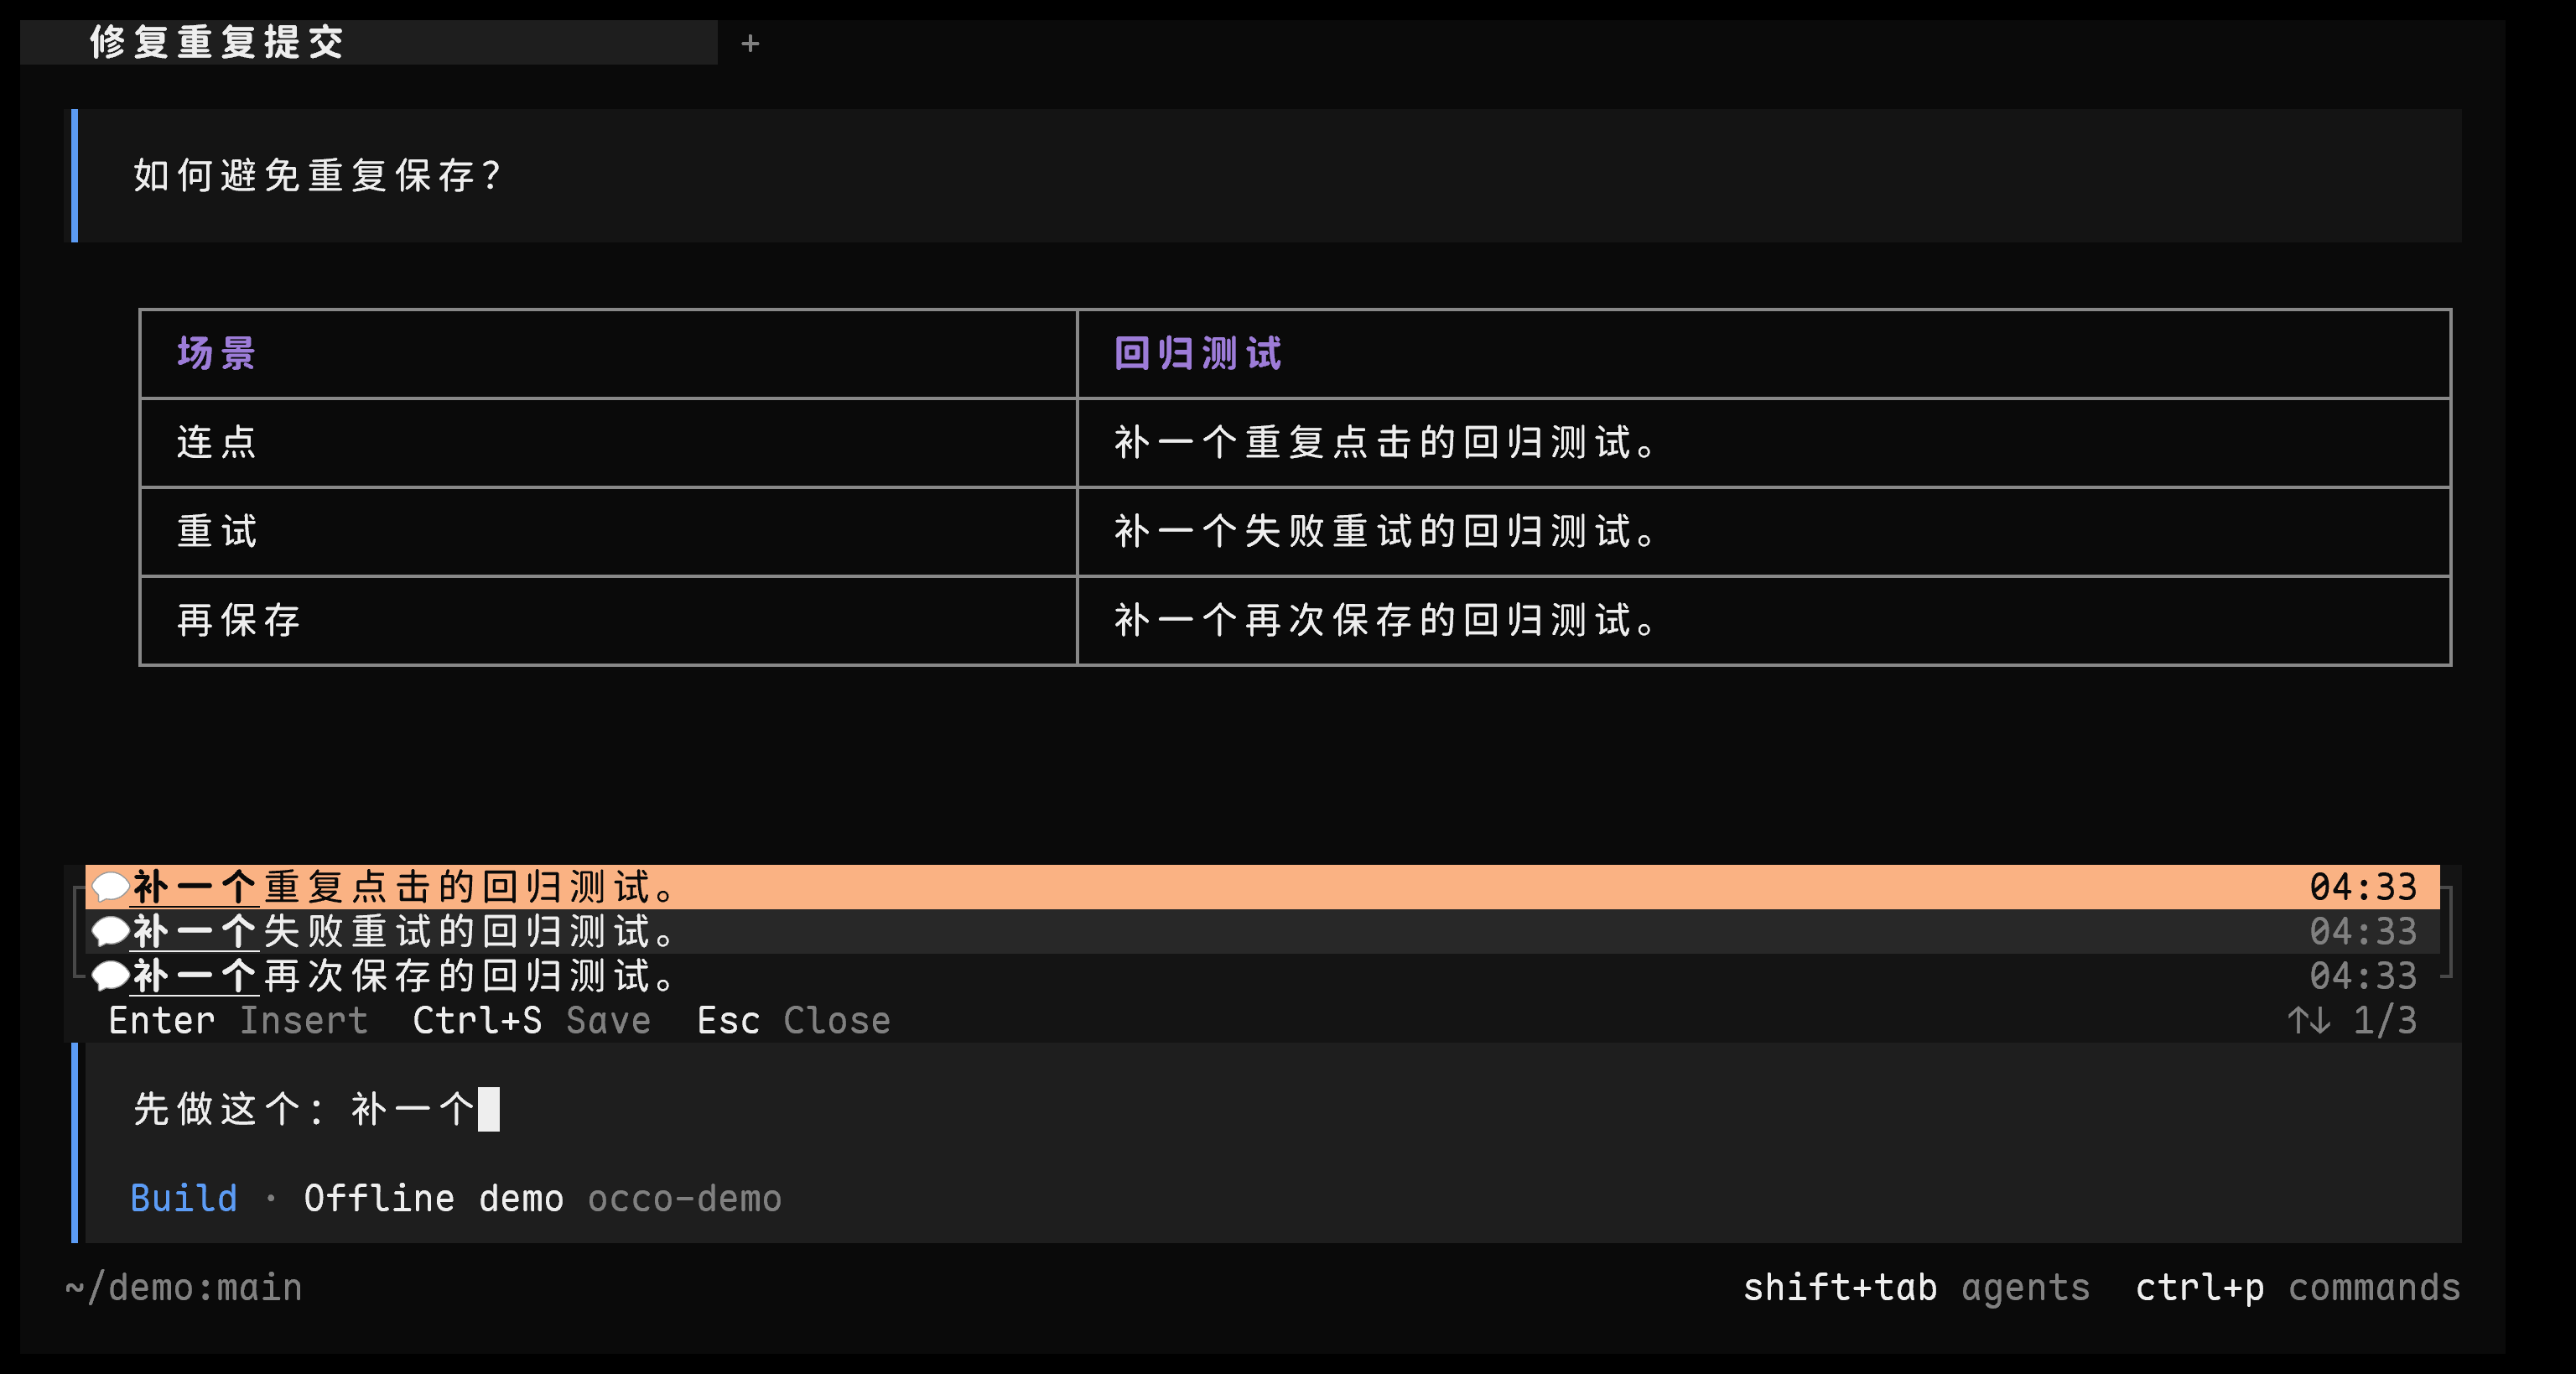 修复重复提交 +
如何避免重复保存？
场景 回归测试
连点 补一个重复点击的回归测试。
重试 补一个失败重试的回归测试。
再保存 补一个再次保存的回归测试。
补一个重复点击的回归测试。 04:33
补一个失败重试的回归测试。 04:33
补一个再次保存的回归测试。 04:33
Enter Insert Ctrl+S Save Esc Close ↑↓ 1/3
先做这个：补一个
Build · Offline demo occo-demo
~/demo:main shift+tab agents ctrl+p commands